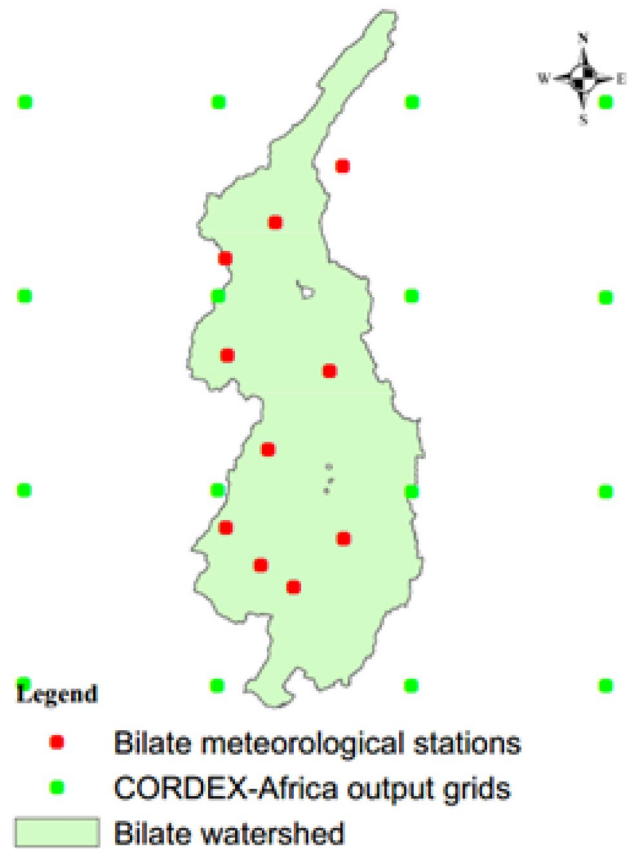 N
W E
S
Legend
Bilate meteorological stations
CORDEX-Africa output grids
Bilate watershed